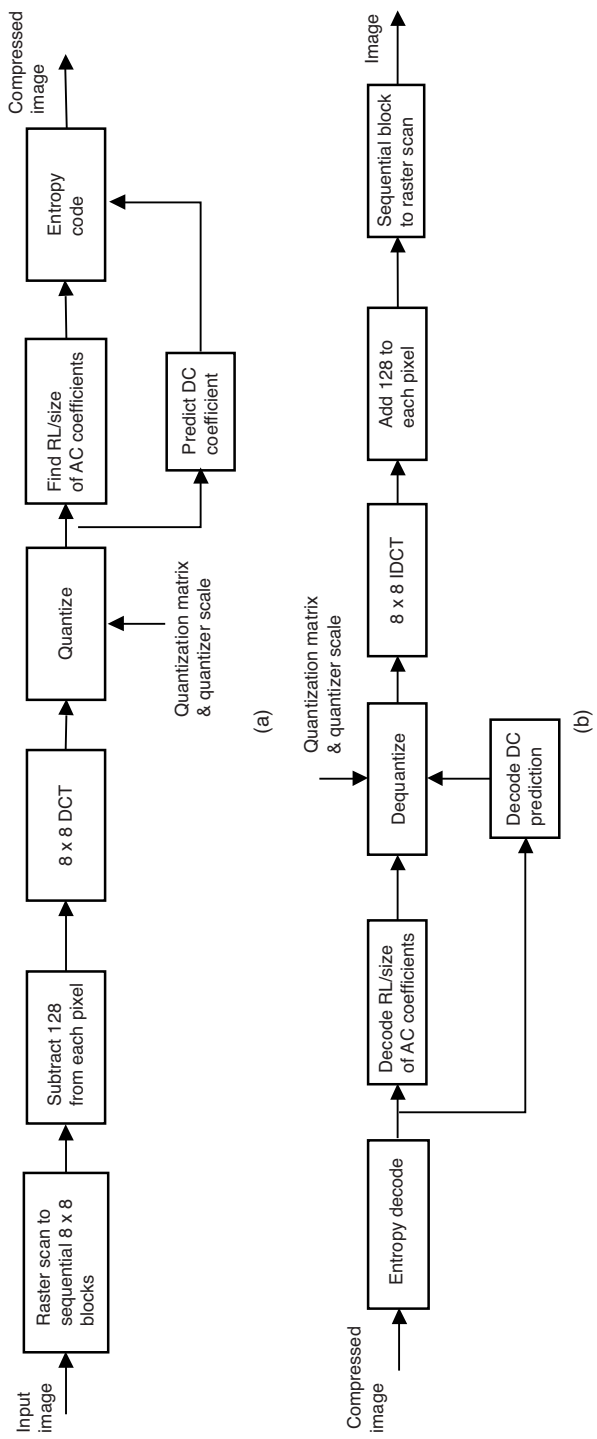 Input
image
Raster scan to
sequential 8 x 8
blocks
Subtract 128
from each pixel
8 x 8 DCT
Quantize
Quantization matrix
& quantizer scale
Find RL/size
of AC coefficients
Predict DC
coefficient
Entropy
code
Compressed
image
(a)
Compressed
image
Entropy decode
Decode RL/size
of AC coefficients
Decode DC
prediction
Dequantize
Quantization matrix
& quantizer scale
8 x 8 IDCT
Add 128 to
each pixel
Sequential block
to raster scan
Image
(b)